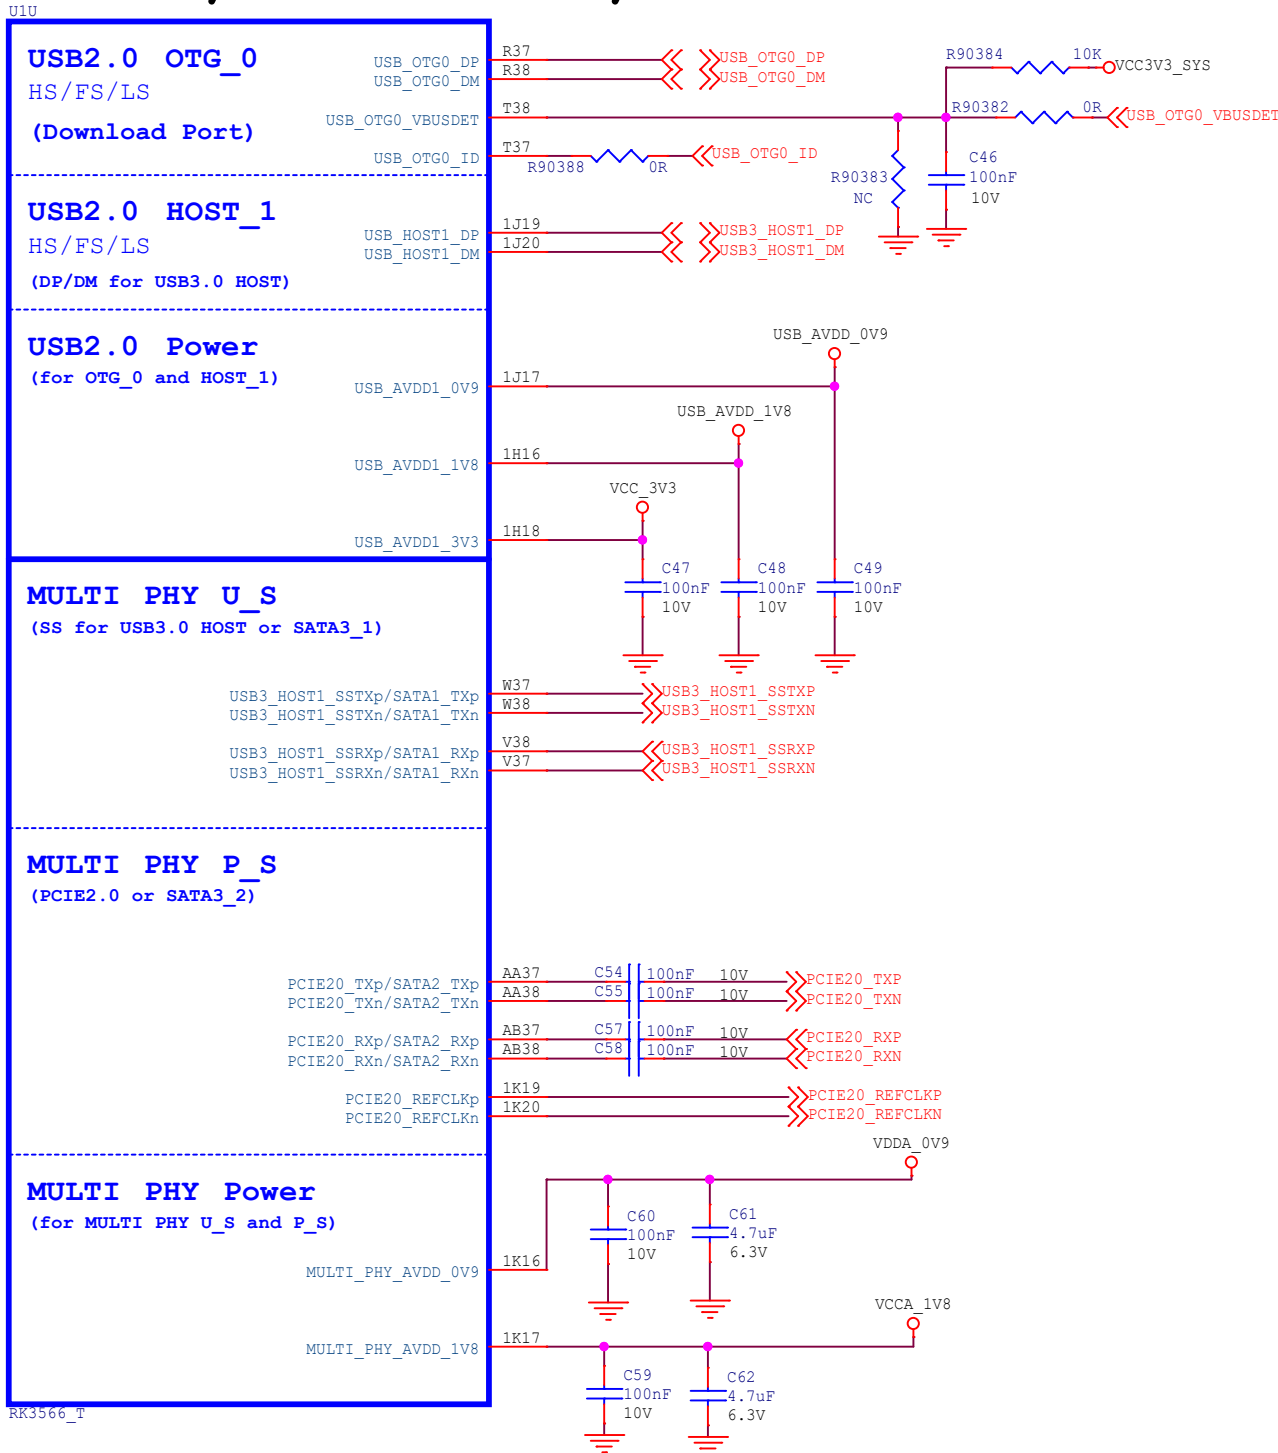 U1U
USB2.0 OTG_0
HS/FS/LS
(Download Port)
USB_OTG0_DP R37 USB_OTG0_DP
USB_OTG0_DM R38 USB_OTG0_DM
R90384 10K VCC3V3_SYS
USB_OTG0_VBUSDET T38 R90382 0R USB_OTG0_VBUSDET
USB_OTG0_ID T37 R90388 0R USB_OTG0_ID
R90383
NC
C46
100nF
10V
USB2.0 HOST_1
HS/FS/LS
(DP/DM for USB3.0 HOST)
USB_HOST1_DP 1J19 USB3_HOST1_DP
USB_HOST1_DM 1J20 USB3_HOST1_DM
USB2.0 Power
(for OTG_0 and HOST_1)
USB_AVDD_0V9
USB_AVDD1_0V9 1J17
USB_AVDD_1V8
USB_AVDD1_1V8 1H16
VCC_3V3
USB_AVDD1_3V3 1H18
C47 C48 C49
100nF 100nF 100nF
10V 10V 10V
MULTI PHY U_S
(SS for USB3.0 HOST or SATA3_1)
USB3_HOST1_SSTXp/SATA1_TXp W37 USB3_HOST1_SSTXP
USB3_HOST1_SSTXn/SATA1_TXn W38 USB3_HOST1_SSTXN
USB3_HOST1_SSRXp/SATA1_RXp V38 USB3_HOST1_SSRXP
USB3_HOST1_SSRXn/SATA1_RXn V37 USB3_HOST1_SSRXN
MULTI PHY P_S
(PCIE2.0 or SATA3_2)
PCIE20_TXp/SATA2_TXp AA37 C54 100nF 10V PCIE20_TXP
PCIE20_TXn/SATA2_TXn AA38 C55 100nF 10V PCIE20_TXN
PCIE20_RXp/SATA2_RXp AB37 C57 100nF 10V PCIE20_RXP
PCIE20_RXn/SATA2_RXn AB38 C58 100nF 10V PCIE20_RXN
PCIE20_REFCLKp 1K19 PCIE20_REFCLKP
PCIE20_REFCLKn 1K20 PCIE20_REFCLKN
MULTI PHY Power
(for MULTI PHY U_S and P_S)
VDDA_0V9
C60 C61
100nF 4.7uF
10V 6.3V
MULTI_PHY_AVDD_0V9 1K16
VCCA_1V8
MULTI_PHY_AVDD_1V8 1K17
C59 C62
100nF 4.7uF
10V 6.3V
RK3566_T